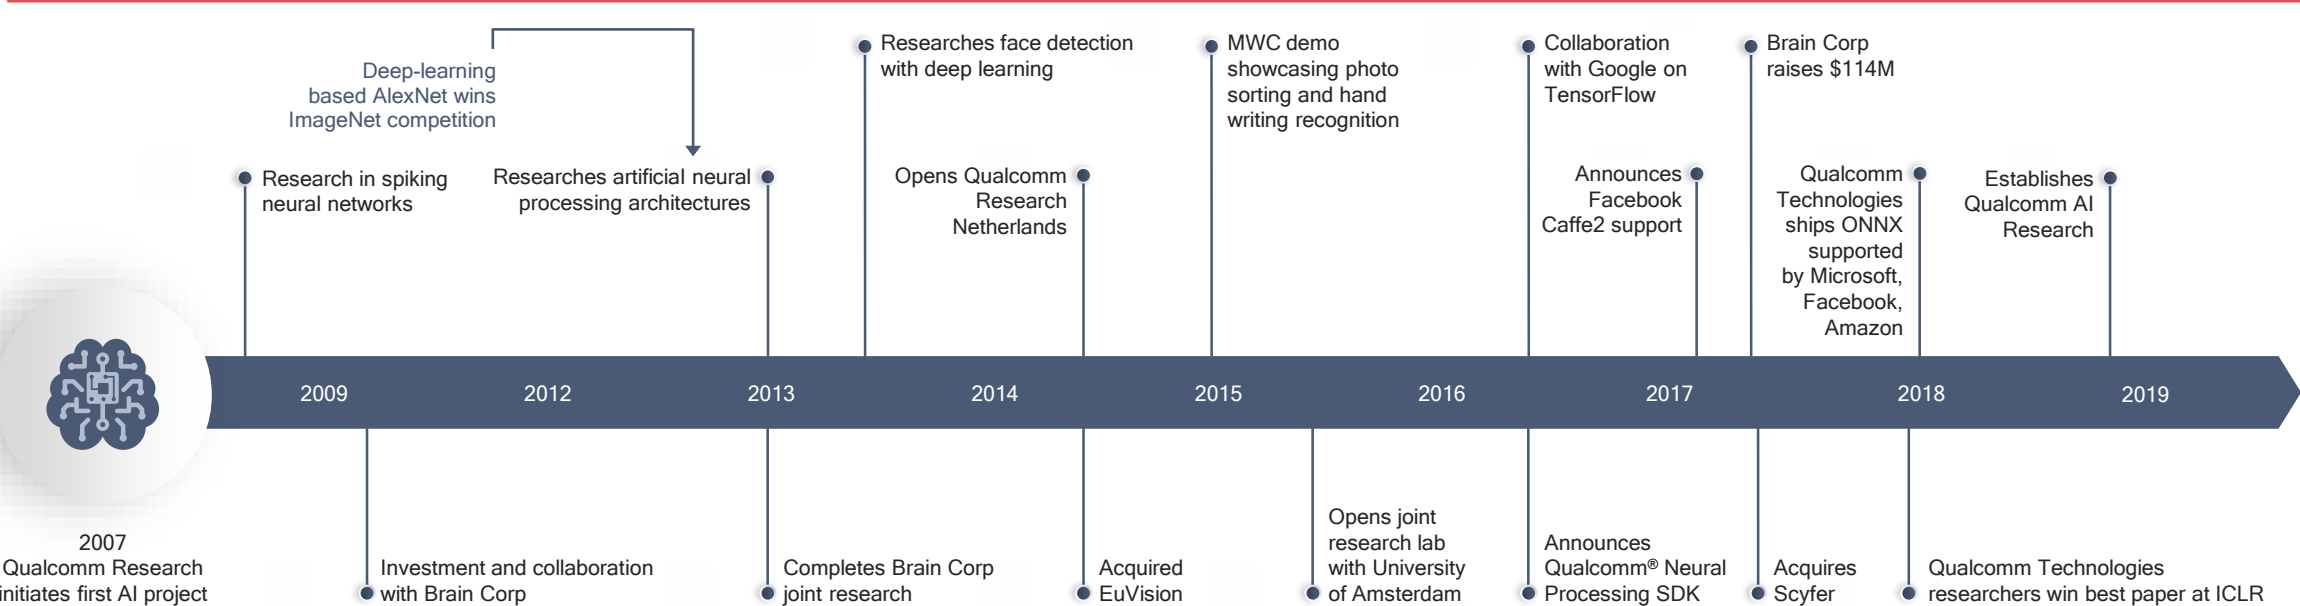 Deep-learning
based AlexNet wins
ImageNet competition
Researches face detection
with deep learning
MWC demo
showcasing photo
sorting and hand
writing recognition
Collaboration
with Google on
TensorFlow
Brain Corp
raises $114M
Research in spiking
neural networks
Researches artificial neural
processing architectures
Opens Qualcomm
Research
Netherlands
Announces
Facebook
Caffe2 support
Qualcomm
Technologies
ships ONNX
supported
by Microsoft,
Facebook,
Amazon
Establishes
Qualcomm AI
Research
2009
2012
2013
2014
2015
2016
2017
2018
2019
2007
Qualcomm Research
initiates first AI project
Investment and collaboration
with Brain Corp
Completes Brain Corp
joint research
Acquired
EuVision
Opens joint
research lab
with University
of Amsterdam
Announces
Qualcomm® Neural
Processing SDK
Acquires
Scyfer
Qualcomm Technologies
researchers win best paper at ICLR